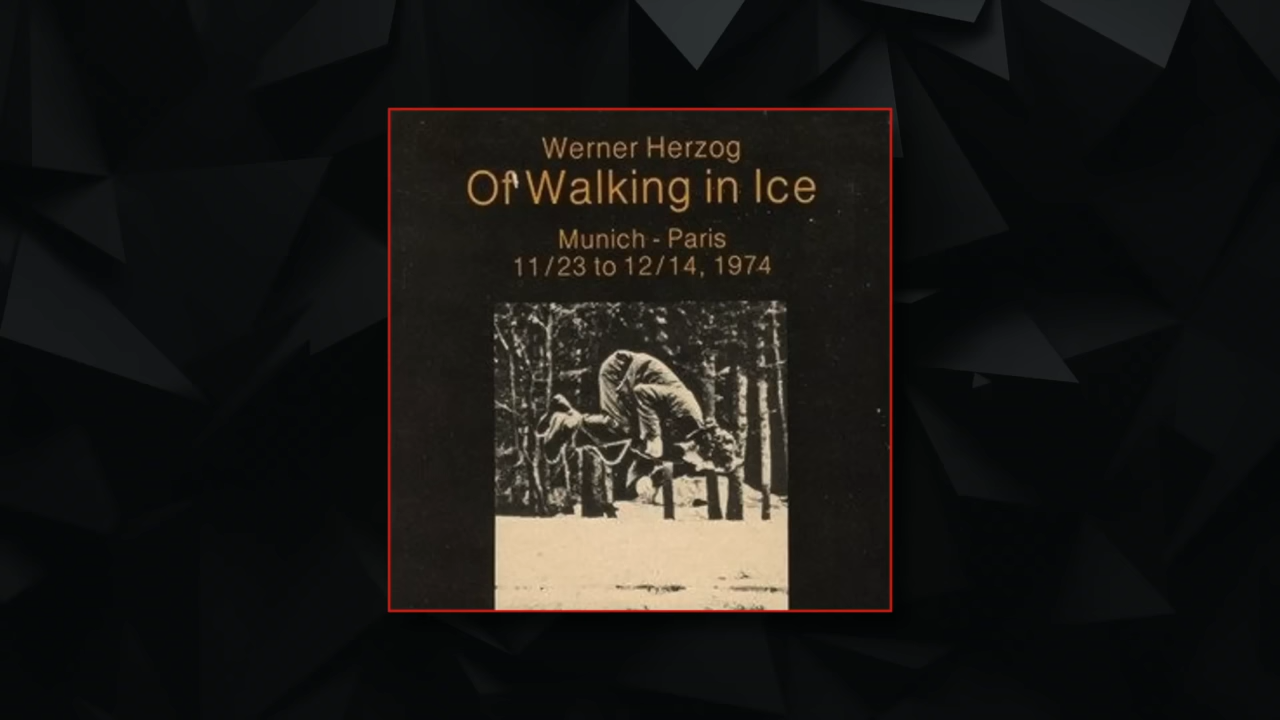 Werner Herzog
Of Walking in Ice
Munich - Paris
11/23 to 12/14, 1974